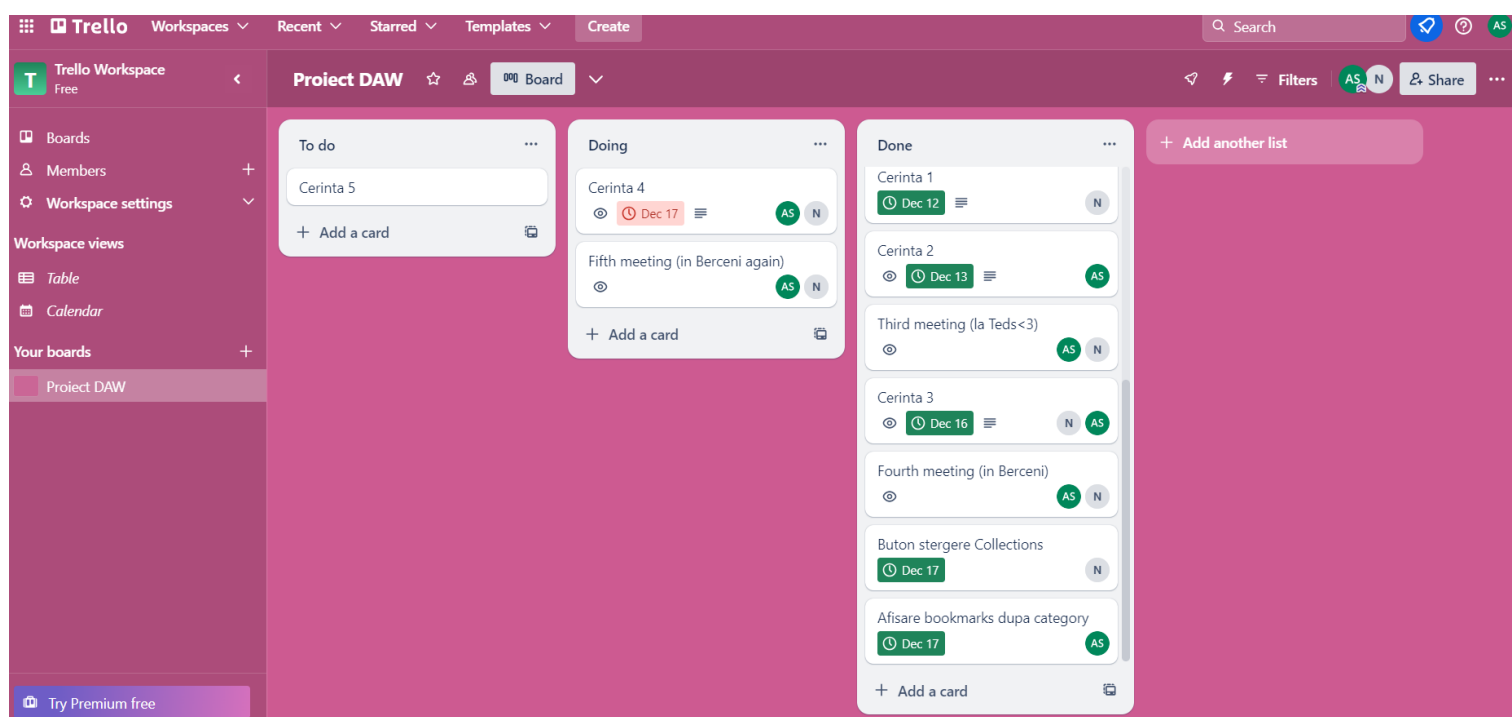 Trello
Workspaces
Recent
Starred
Templates
Create
Search
AS
T
Trello Workspace
Free
Proiect DAW
Board
Filters
AS
N
Share
Boards
Members
Workspace settings
Workspace views
Table
Calendar
Your boards
Proiect DAW
Try Premium free
To do
Cerinta 5
Add a card
Doing
Cerinta 4
Dec 17
AS
N
Fifth meeting (in Berceni again)
AS
N
Add a card
Done
Cerinta 1
Dec 12
N
Cerinta 2
Dec 13
AS
Third meeting (la Teds<3)
AS
N
Cerinta 3
Dec 16
N
AS
Fourth meeting (in Berceni)
AS
N
Buton stergere Collections
Dec 17
N
Afisare bookmarks dupa category
Dec 17
AS
Add a card
Add another list